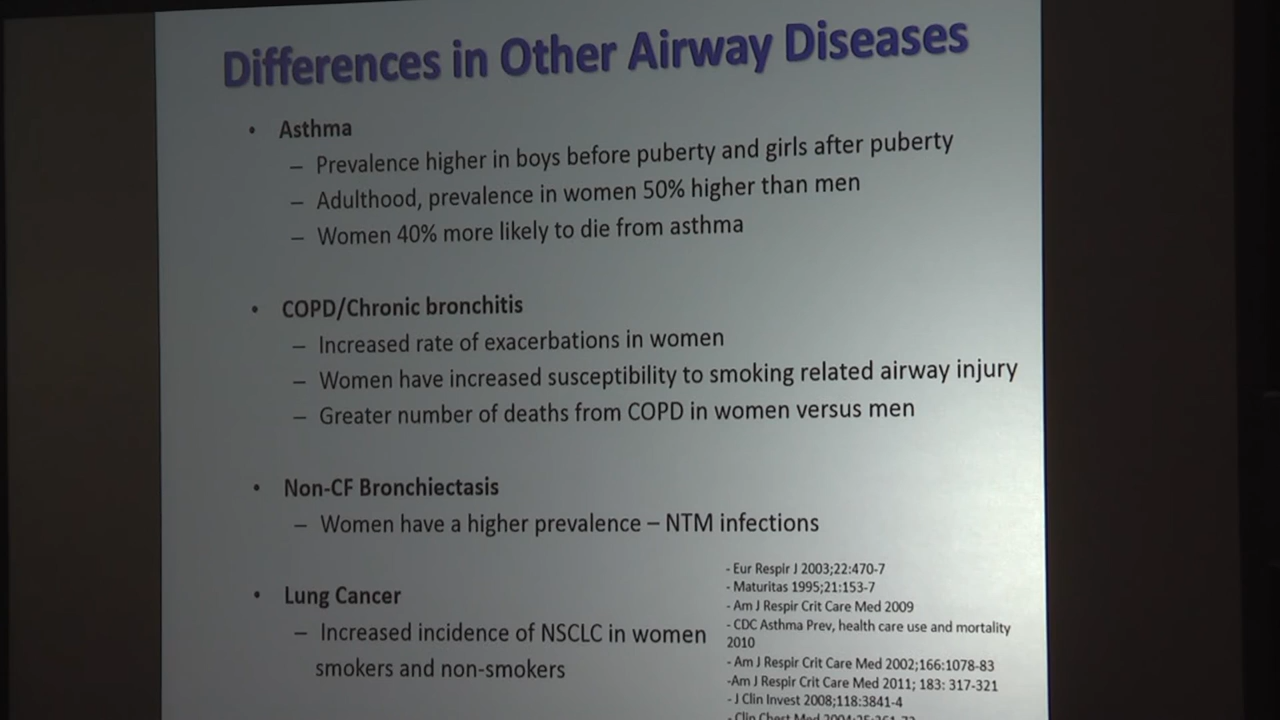 Differences in Other Airway Diseases
• Asthma
– Prevalence higher in boys before puberty and girls after puberty
– Adulthood, prevalence in women 50% higher than men
– Women 40% more likely to die from asthma
• COPD/Chronic bronchitis
– Increased rate of exacerbations in women
– Women have increased susceptibility to smoking related airway injury
– Greater number of deaths from COPD in women versus men
• Non-CF Bronchiectasis
– Women have a higher prevalence – NTM infections
• Lung Cancer
– Increased incidence of NSCLC in women
smokers and non-smokers
- Eur Respir J 2003;22:470-7
- Maturitas 1995;21:153-7
- Am J Respir Crit Care Med 2009
- CDC Asthma Prev, health care use and mortality
2010
- Am J Respir Crit Care Med 2002;166:1078-83
-Am J Respir Crit Care Med 2011; 183: 317-321
- J Clin Invest 2008;118:3841-4
- Clin Chest Med